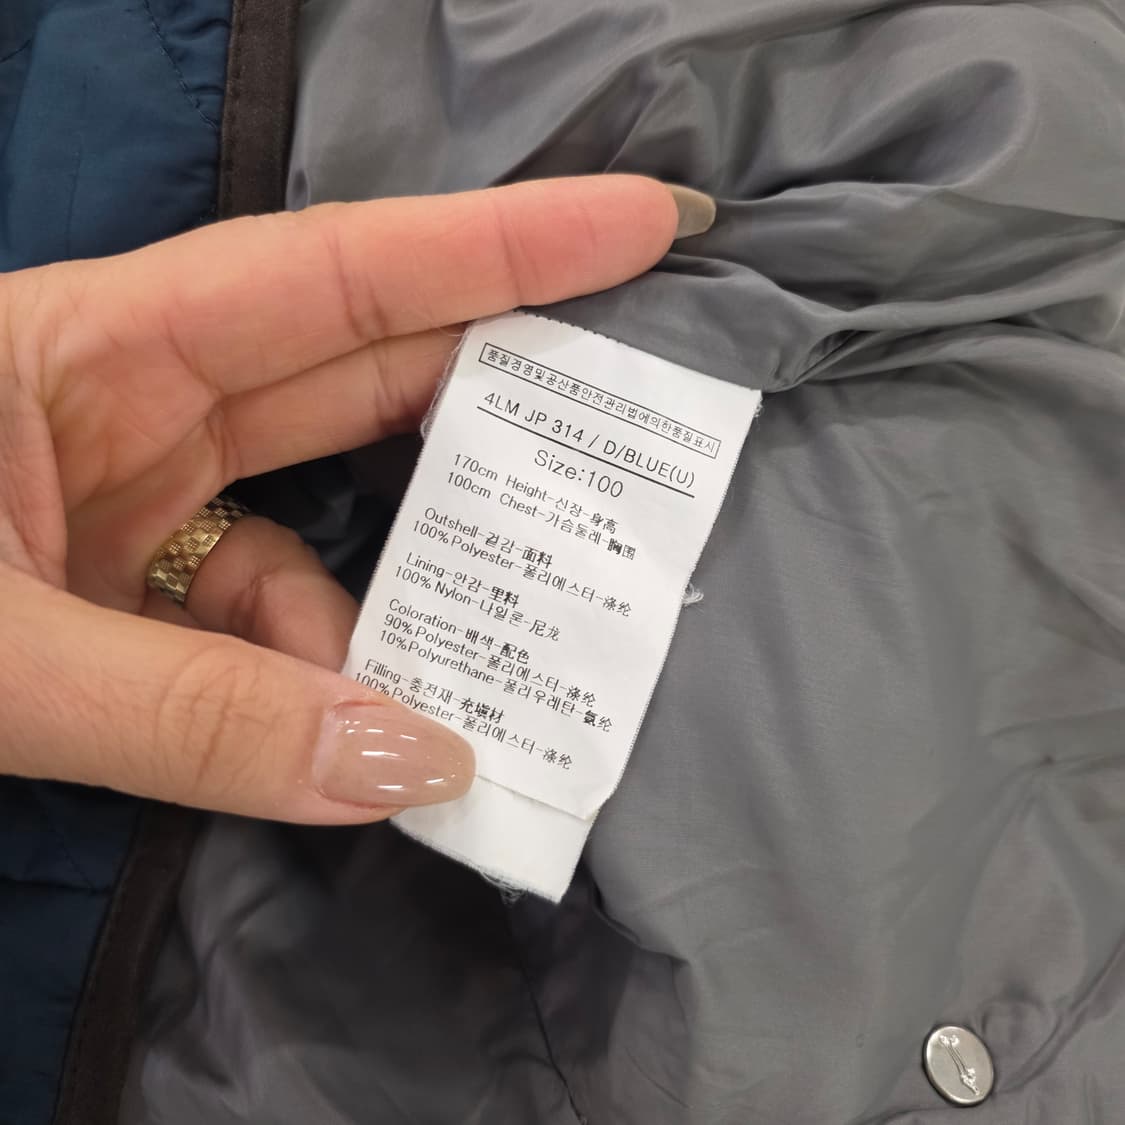 품질경영및공산품안전관리법에의한품질표시
4LM JP 314 / D/BLUE(U)
Size:100
170cm Height-신장-身高
100cm Chest-가슴둘레-胸围
Outshell-겉감-面料
100%Polyester-폴리에스터-涤纶
Lining-안감-里料
100% Nylon-나일론-尼龙
Coloration-배색-配色
90%Polyester-폴리에스터-涤纶
10%Polyurethane-폴리우레탄-氨纶
Filling-충전재-充填材
100%Polyester-폴리에스터-涤纶